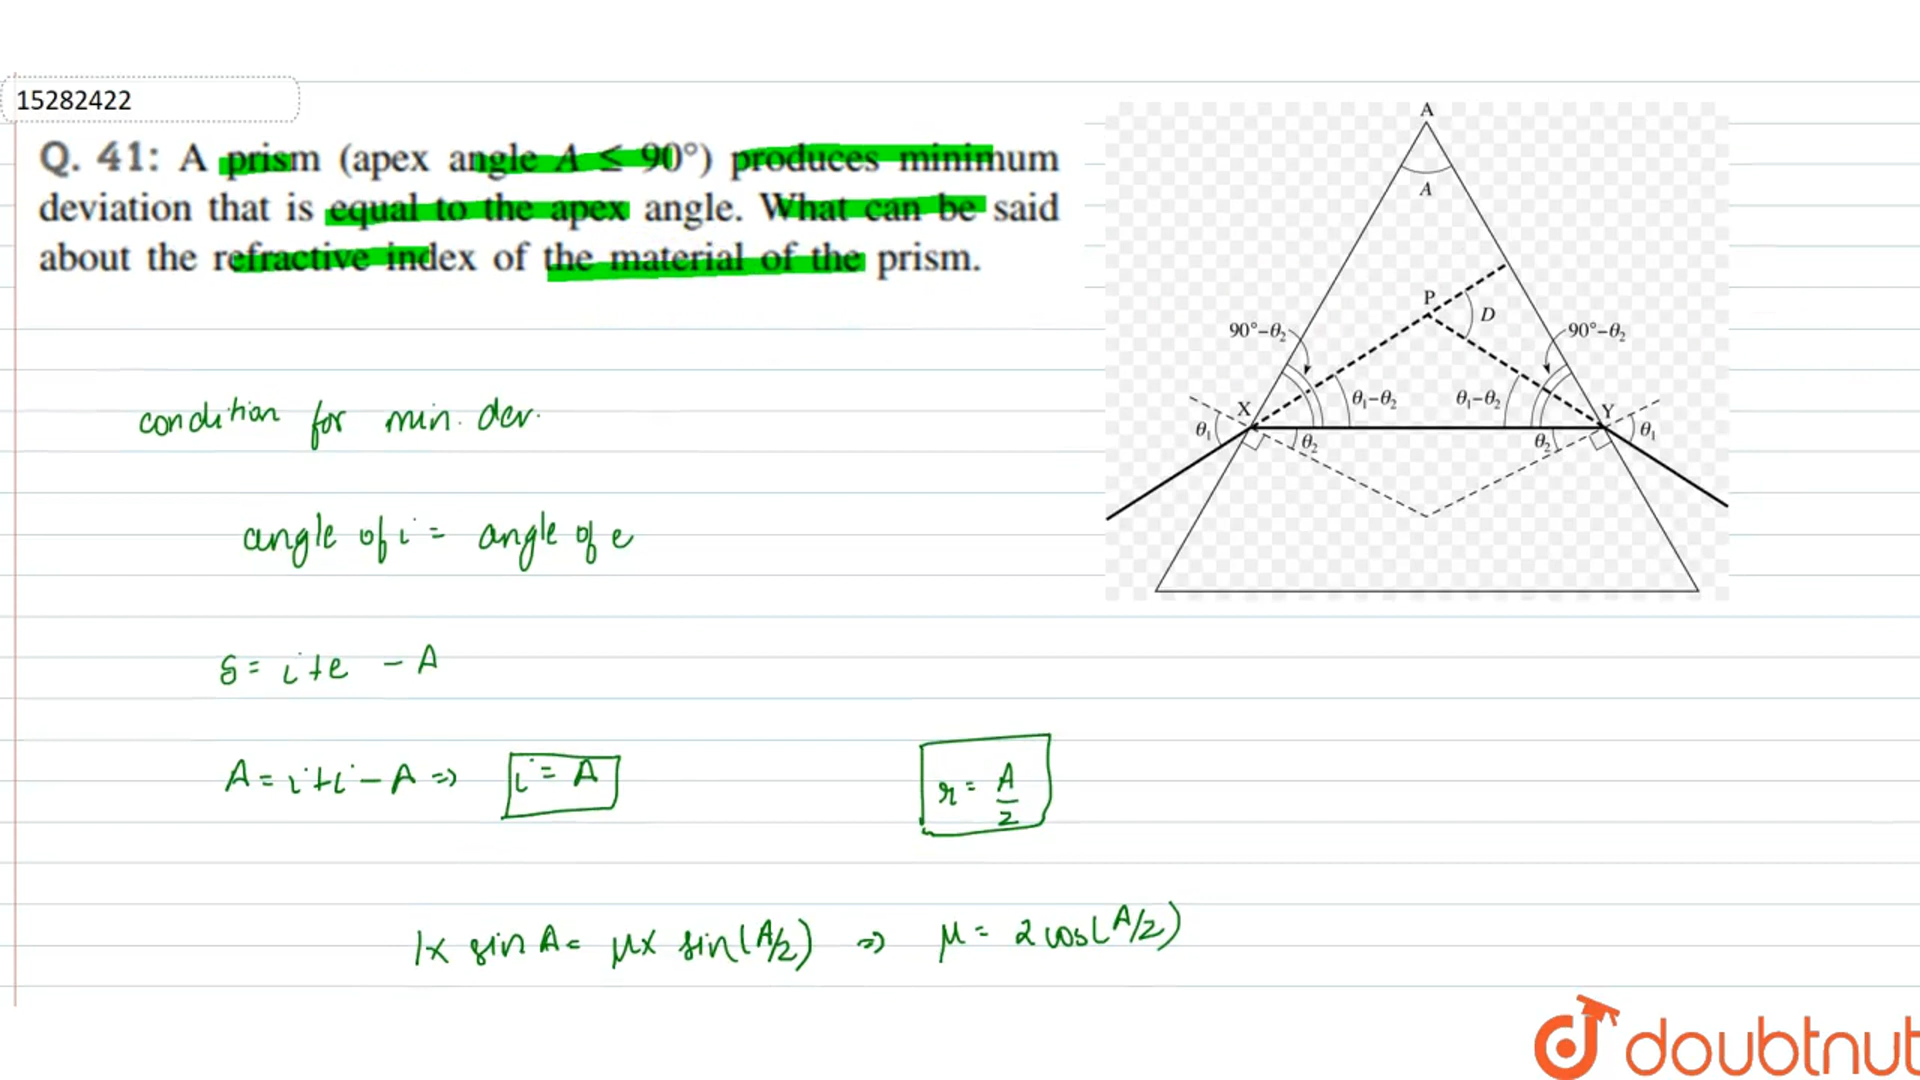 15282422
Q. 41: A prism (apex angle A ≤ 90°) produces minimum
deviation that is equal to the apex angle. What can be said
about the refractive index of the material of the prism.
condition for min. dev.
angle of i = angle of e
δ = i + e - A
A = i + i - A ⇒ i = A
r = A/2
1× sin A = μ× sin(A/2) ⇒ μ = 2 cos(A/2)
A
A
P
D
90°−θ₂
90°−θ₂
θ₁−θ₂
θ₁−θ₂
X
Y
θ₁
θ₂
θ₂
θ₁
doubtnut